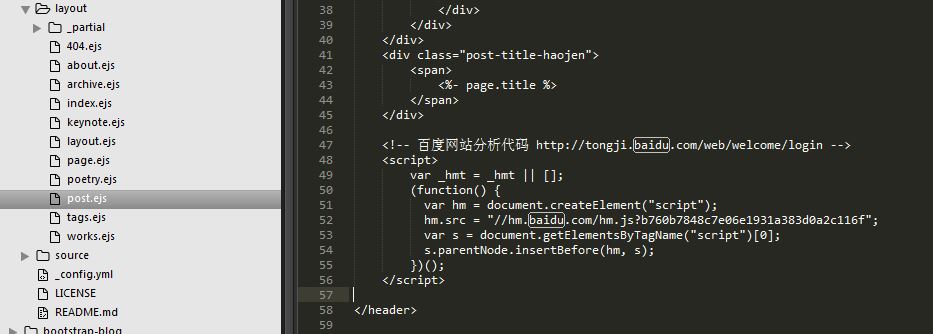 layout
_partial
404.ejs
about.ejs
archive.ejs
index.ejs
keynote.ejs
layout.ejs
page.ejs
poetry.ejs
post.ejs
tags.ejs
works.ejs
source
_config.yml
LICENSE
README.md
bootstrap-blog
38 </div>
39 </div>
40 </div>
41 <div class="post-title-haojen">
42 <span>
43 <%- page.title %>
44 </span>
45 </div>
46
47 <!-- 百度网站分析代码 http://tongji.baidu.com/web/welcome/login -->
48 <script>
49 var _hmt = _hmt || [];
50 (function() {
51 var hm = document.createElement("script");
52 hm.src = "//hm.baidu.com/hm.js?b760b7848c7e06e1931a383d0a2c116f";
53 var s = document.getElementsByTagName("script")[0];
54 s.parentNode.insertBefore(hm, s);
55 })();
56 </script>
57
58 </header>
59